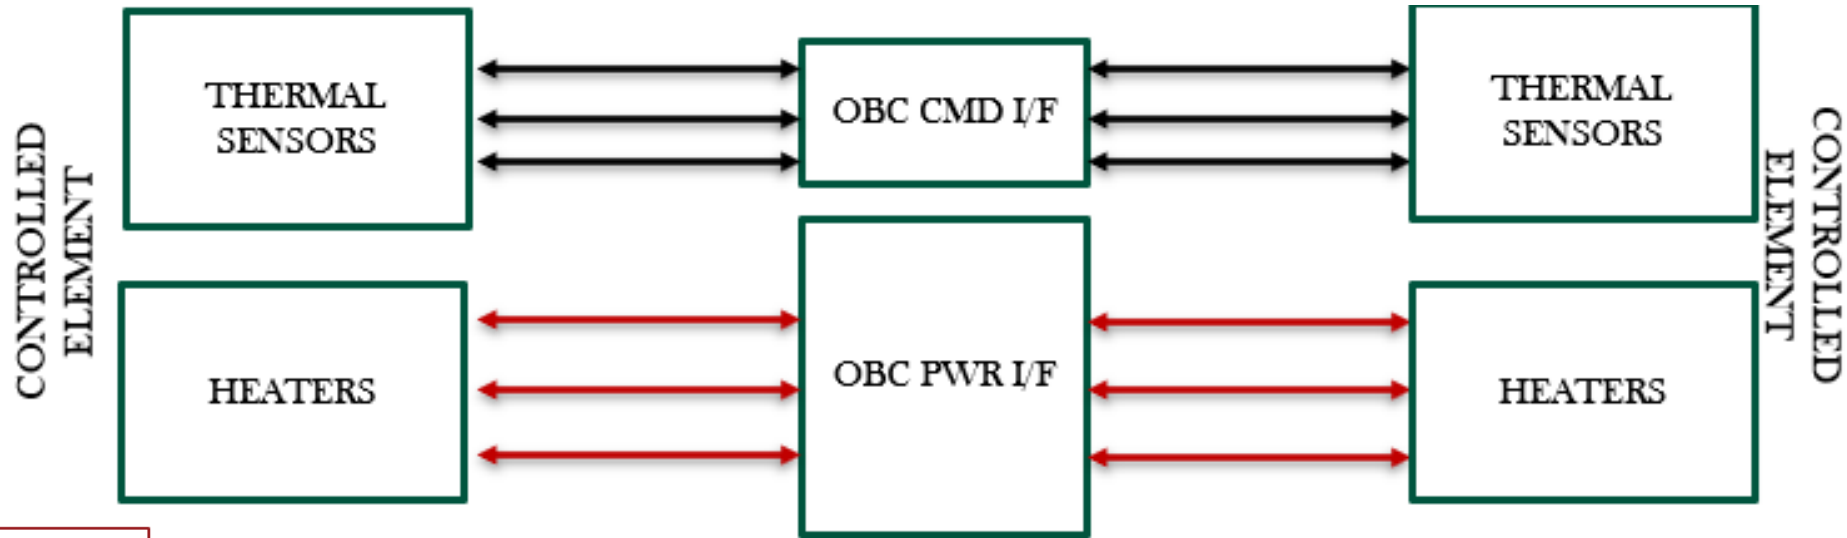 CONTROLLED
ELEMENT
THERMAL
SENSORS
HEATERS
OBC CMD I/F
OBC PWR I/F
THERMAL
SENSORS
HEATERS
CONTROLLED
ELEMENT